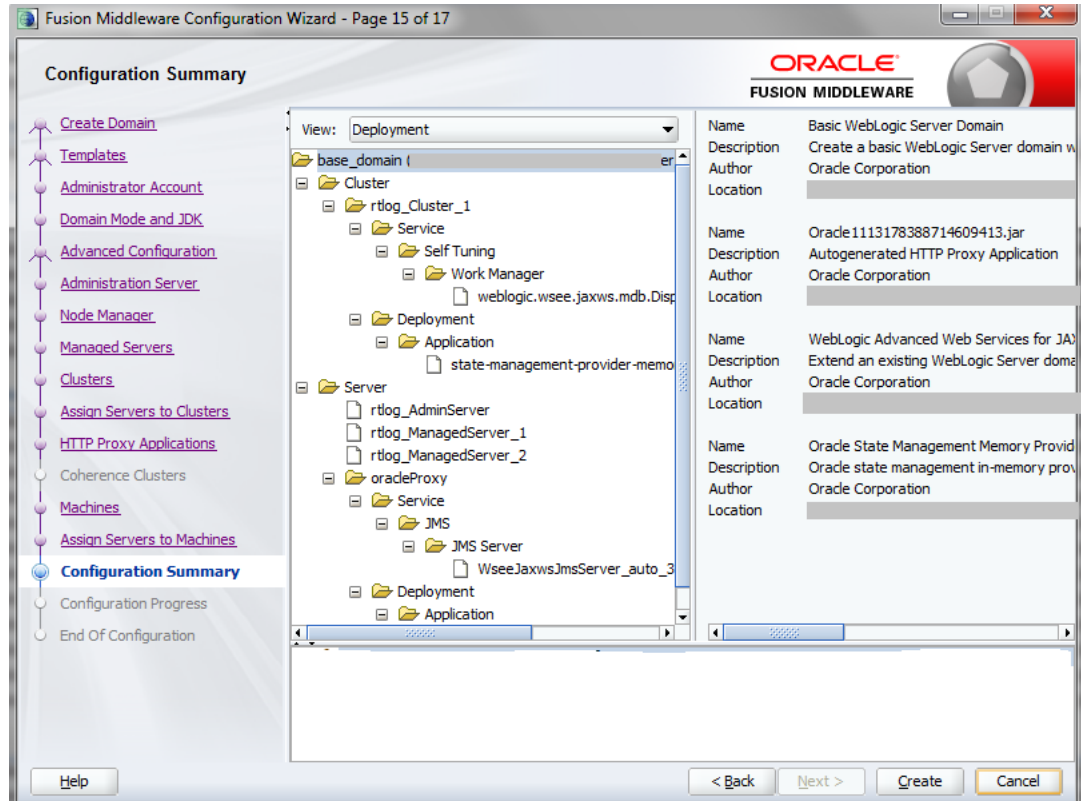 Fusion Middleware Configuration Wizard - Page 15 of 17
Configuration Summary
ORACLE
FUSION MIDDLEWARE
Create Domain
Templates
Administrator Account
Domain Mode and JDK
Advanced Configuration
Administration Server
Node Manager
Managed Servers
Clusters
Assign Servers to Clusters
HTTP Proxy Applications
Coherence Clusters
Machines
Assign Servers to Machines
Configuration Summary
Configuration Progress
End Of Configuration
View: Deployment
base_domain ( er
Cluster
rtlog_Cluster_1
Service
Self Tuning
Work Manager
weblogic.wsee.jaxws.mdb.Disp
Deployment
Application
state-management-provider-memo
Server
rtlog_AdminServer
rtlog_ManagedServer_1
rtlog_ManagedServer_2
oracleProxy
Service
JMS
JMS Server
WseeJaxwsJmsServer_auto_3
Deployment
Application
Name Basic WebLogic Server Domain
Description Create a basic WebLogic Server domain w
Author Oracle Corporation
Location
Name Oracle1113178388714609413.jar
Description Autogenerated HTTP Proxy Application
Author Oracle Corporation
Location
Name WebLogic Advanced Web Services for JAX
Description Extend an existing WebLogic Server doma
Author Oracle Corporation
Location
Name Oracle State Management Memory Provid
Description Oracle state management in-memory prov
Author Oracle Corporation
Location
Help
< Back
Next >
Create
Cancel